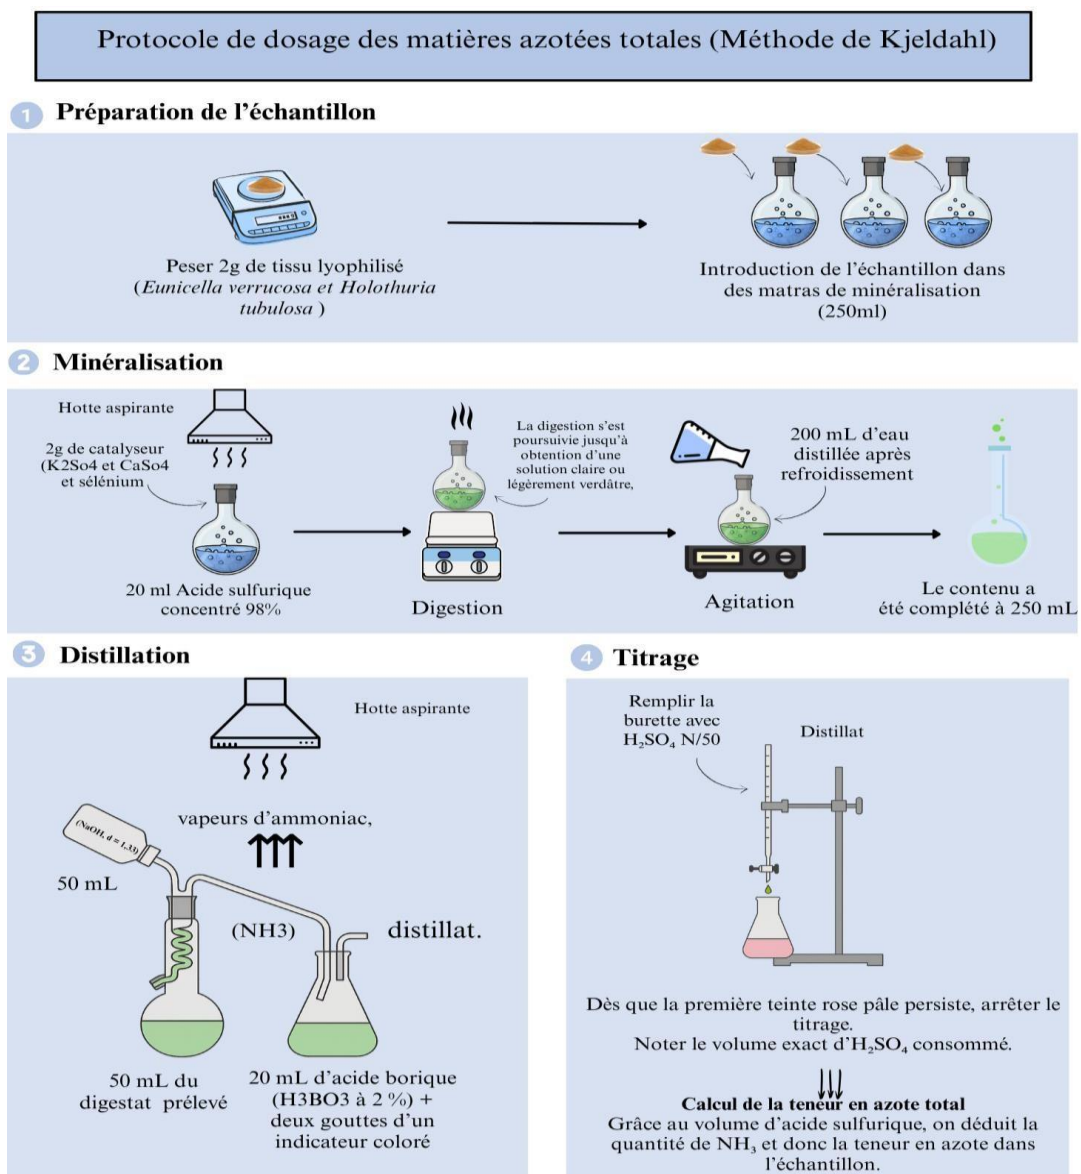 Protocole de dosage des matières azotées totales (Méthode de Kjeldahl)
1 Préparation de l'échantillon
Peser 2g de tissu lyophilisé
(Eunicella verrucosa et Holothuria
tubulosa )
Introduction de l'échantillon dans
des matras de minéralisation
(250ml)
2 Minéralisation
Hotte aspirante
2g de catalyseur
(K2So4 et CaSo4
et sélénium
20 ml Acide sulfurique
concentré 98%
Digestion
La digestion s'est
poursuivie jusqu'à
obtention d'une
solution claire ou
légèrement verdâtre,
Agitation
200 mL d'eau
distillée après
refroidissement
Le contenu a
été complété à 250 mL
3 Distillation
Hotte aspirante
vapeurs d'ammoniac,
(NaOH, d = 1,33)
50 mL
(NH3)
distillat.
50 mL du
digestat prélevé
20 mL d'acide borique
(H3BO3 à 2 %) +
deux gouttes d'un
indicateur coloré
4 Titrage
Remplir la
burette avec
H₂SO₄ N/50
Distillat
Dès que la première teinte rose pâle persiste, arrêter le
titrage.
Noter le volume exact d'H₂SO₄ consommé.
Calcul de la teneur en azote total
Grâce au volume d'acide sulfurique, on déduit la
quantité de NH₃ et donc la teneur en azote dans
l'échantillon.